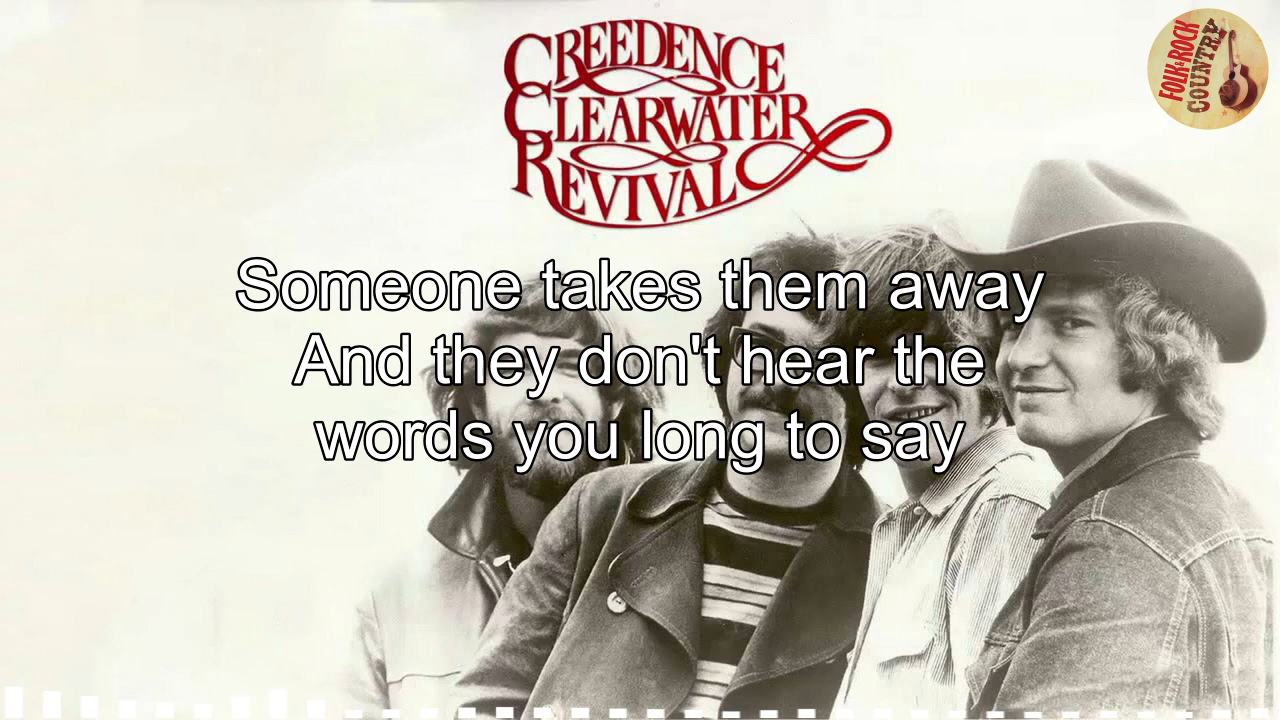 CREEDENCE
CLEARWATER
REVIVAL
FOLK & ROCK
COUNTRY
Someone takes them away
And they don't hear the
words you long to say